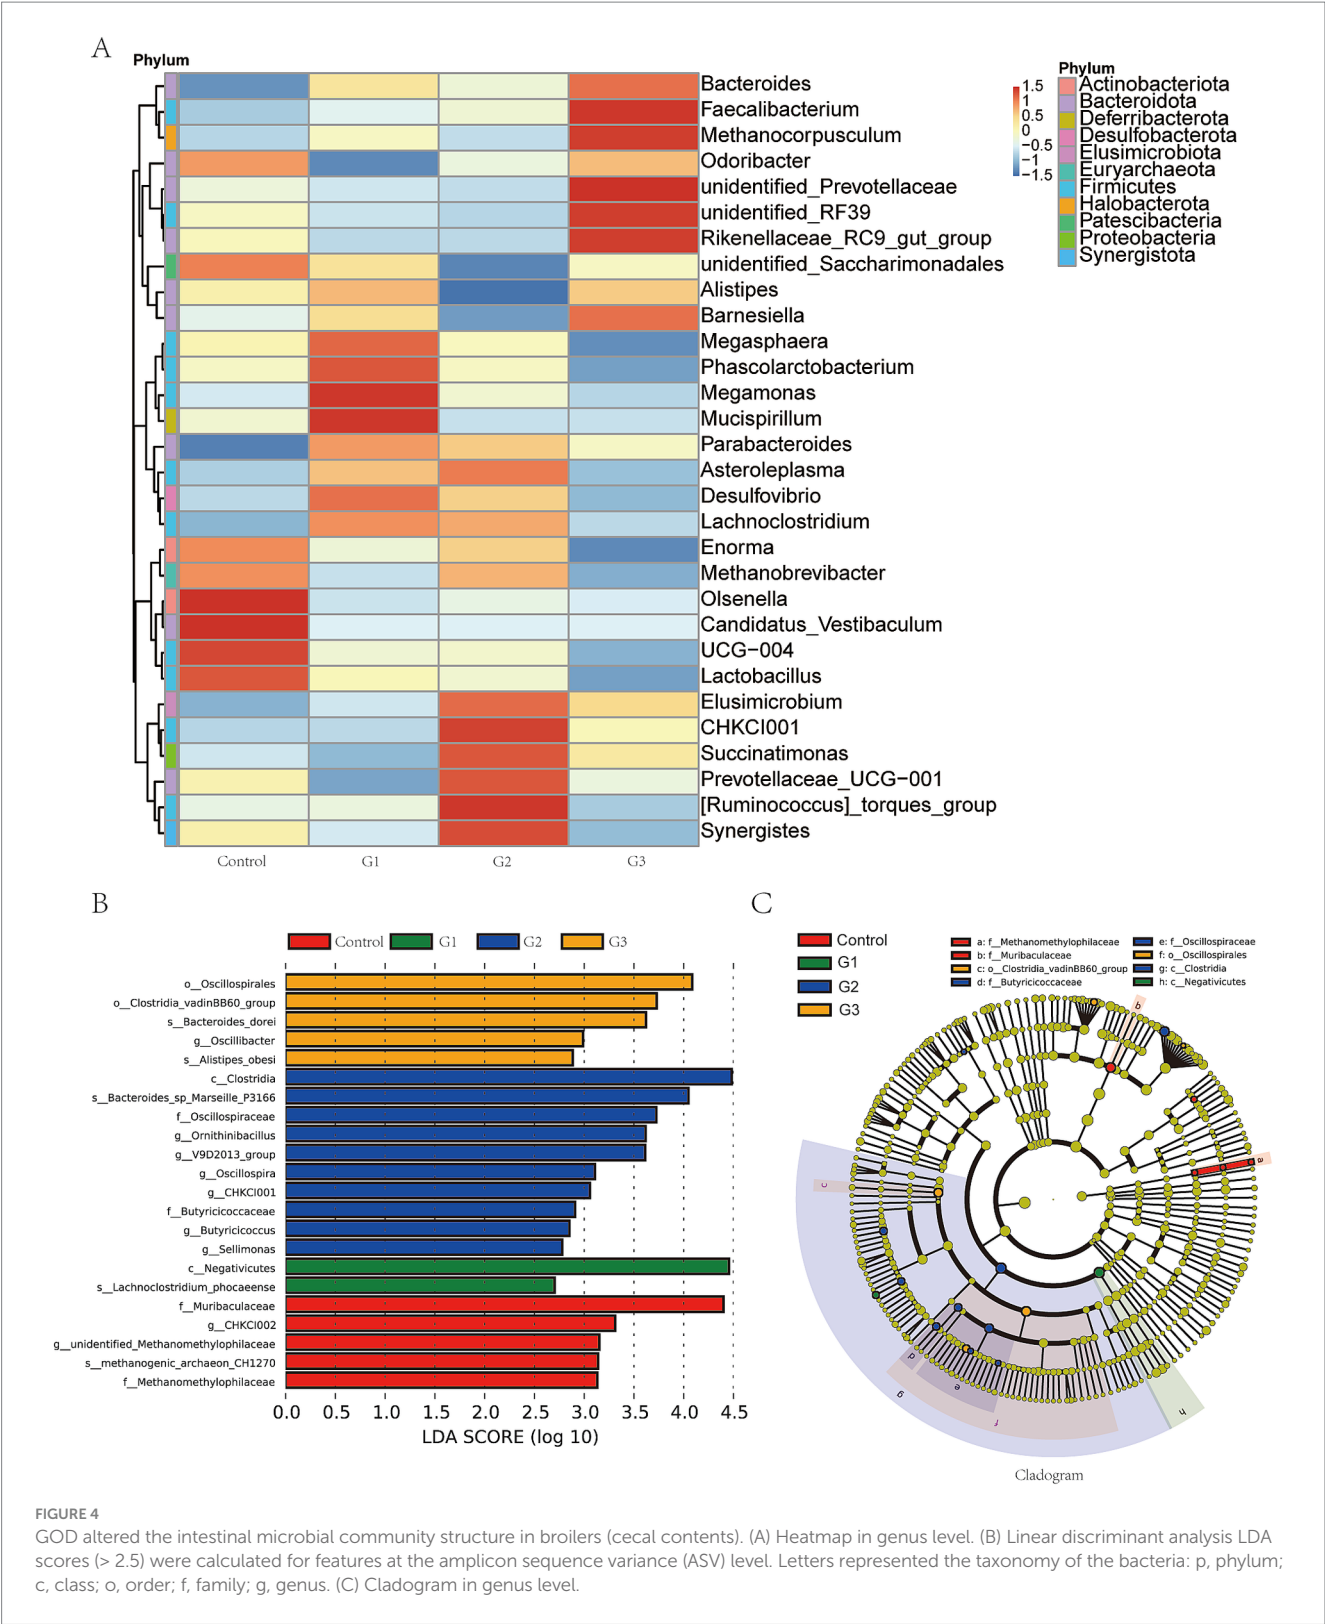 A
Phylum
Bacteroides
Faecalibacterium
Methanocorpusculum
Odoribacter
unidentified_Prevotellaceae
unidentified_RF39
Rikenellaceae_RC9_gut_group
unidentified_Saccharimonadales
Alistipes
Barnesiella
Megasphaera
Phascolarctobacterium
Megamonas
Mucispirillum
Parabacteroides
Asteroleplasma
Desulfovibrio
Lachnoclostridium
Enorma
Methanobrevibacter
Olsenella
Candidatus_Vestibaculum
UCG−004
Lactobacillus
Elusimicrobium
CHKCI001
Succinatimonas
Prevotellaceae_UCG−001
[Ruminococcus]_torques_group
Synergistes
Control G1 G2 G3
1.5
1
0.5
0
−0.5
−1
−1.5
Phylum
Actinobacteriota
Bacteroidota
Deferribacterota
Desulfobacterota
Elusimicrobiota
Euryarchaeota
Firmicutes
Halobacterota
Patescibacteria
Proteobacteria
Synergistota
B
Control G1 G2 G3
o__Oscillospirales
o__Clostridia_vadinBB60_group
s__Bacteroides_dorei
g__Oscillibacter
s__Alistipes_obesi
c__Clostridia
s__Bacteroides_sp_Marseille_P3166
f__Oscillospiraceae
g__Ornithinibacillus
g__V9D2013_group
g__Oscillospira
g__CHKCI001
f__Butyricicoccaceae
g__Butyricicoccus
g__Sellimonas
c__Negativicutes
s__Lachnoclostridium_phocaeense
f__Muribaculaceae
g__CHKCI002
g__unidentified_Methanomethylophilaceae
s__methanogenic_archaeon_CH1270
f__Methanomethylophilaceae
0.0 0.5 1.0 1.5 2.0 2.5 3.0 3.5 4.0 4.5
LDA SCORE (log 10)
C
Control
G1
G2
G3
a: f__Methanomethylophilaceae
b: f__Muribaculaceae
c: o__Clostridia_vadinBB60_group
d: f__Butyricicoccaceae
e: f__Oscillospiraceae
f: o__Oscillospirales
g: c__Clostridia
h: c__Negativicutes
b
a
c
d
e
g
f
h
Cladogram
FIGURE 4
GOD altered the intestinal microbial community structure in broilers (cecal contents). (A) Heatmap in genus level. (B) Linear discriminant analysis LDA
scores (> 2.5) were calculated for features at the amplicon sequence variance (ASV) level. Letters represented the taxonomy of the bacteria: p, phylum;
c, class; o, order; f, family; g, genus. (C) Cladogram in genus level.